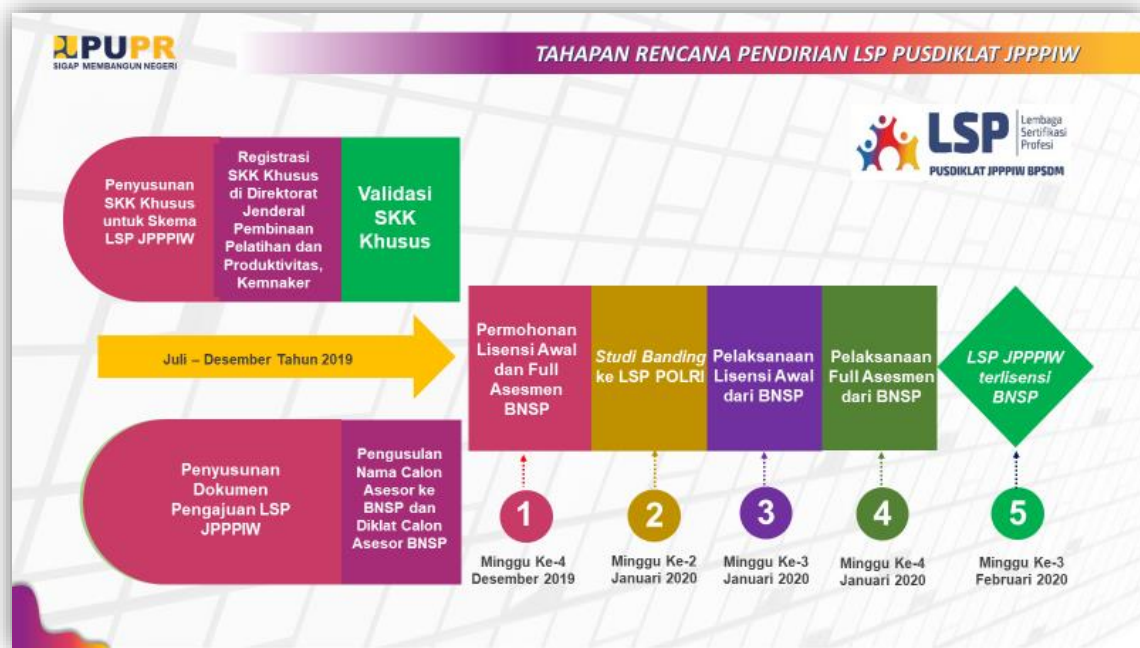 PUPR
SIGAP MEMBANGUN NEGERI
TAHAPAN RENCANA PENDIRIAN LSP PUSDIKLAT JPPPIW
LSP
Lembaga
Sertifikasi
Profesi
PUSDIKLAT JPPPIW BPSDM
Penyusunan
SKK Khusus
untuk Skema
LSP JPPPIW
Registrasi
SKK Khusus
di Direktorat
Jenderal
Pembinaan
Pelatihan dan
Produktivitas,
Kemnaker
Validasi
SKK
Khusus
Juli – Desember Tahun 2019
Penyusunan
Dokumen
Pengajuan LSP
JPPPIW
Pengusulan
Nama Calon
Asesor ke
BNSP dan
Diklat Calon
Asesor BNSP
Permohonan
Lisensi Awal
dan Full
Asesmen
BNSP
Studi Banding
ke LSP POLRI
Pelaksanaan
Lisensi Awal
dari BNSP
Pelaksanaan
Full Asesmen
dari BNSP
LSP JPPPIW
terlisensi
BNSP
1
Minggu Ke-4
Desember 2019
2
Minggu Ke-2
Januari 2020
3
Minggu Ke-3
Januari 2020
4
Minggu Ke-4
Januari 2020
5
Minggu Ke-3
Februari 2020